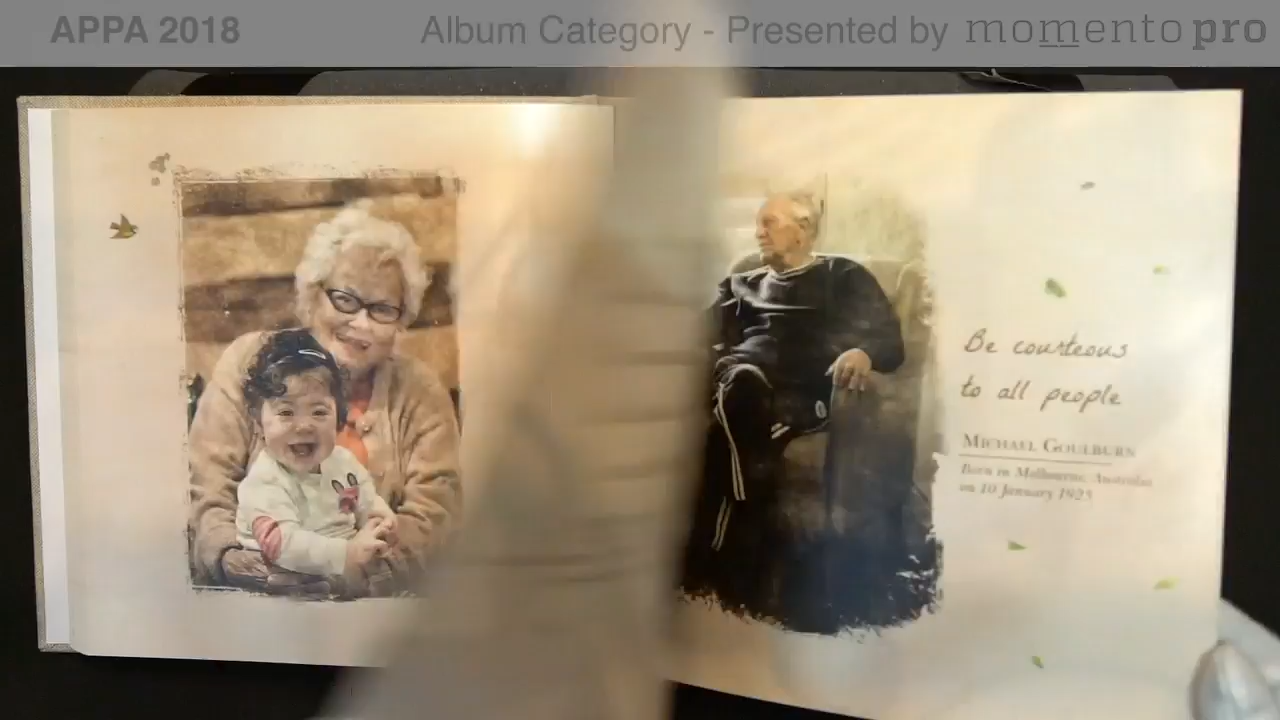 APPA 2018
Album Category - Presented by momento pro
Be courteous
to all people
MICHAEL GOULBURN
Born in Melbourne, Australia
on 10 January 1923